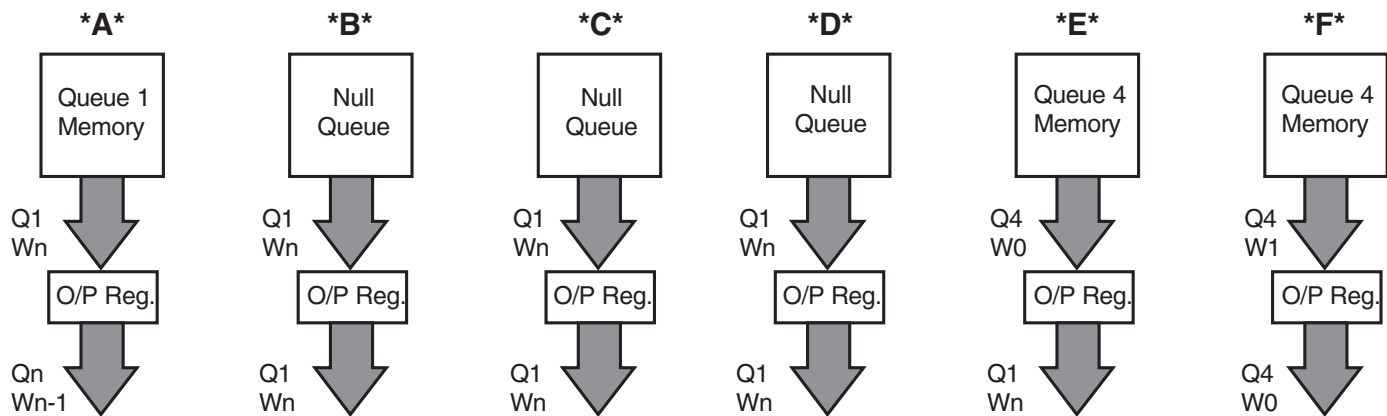 *A*
*B*
*C*
*D*
*E*
*F*
Queue 1
Memory
Null
Queue
Null
Queue
Null
Queue
Queue 4
Memory
Queue 4
Memory
Q1
Wn
Q1
Wn
Q1
Wn
Q1
Wn
Q4
W0
Q4
W1
O/P Reg.
O/P Reg.
O/P Reg.
O/P Reg.
O/P Reg.
O/P Reg.
Qn
Wn-1
Q1
Wn
Q1
Wn
Q1
Wn
Q1
Wn
Q4
W0